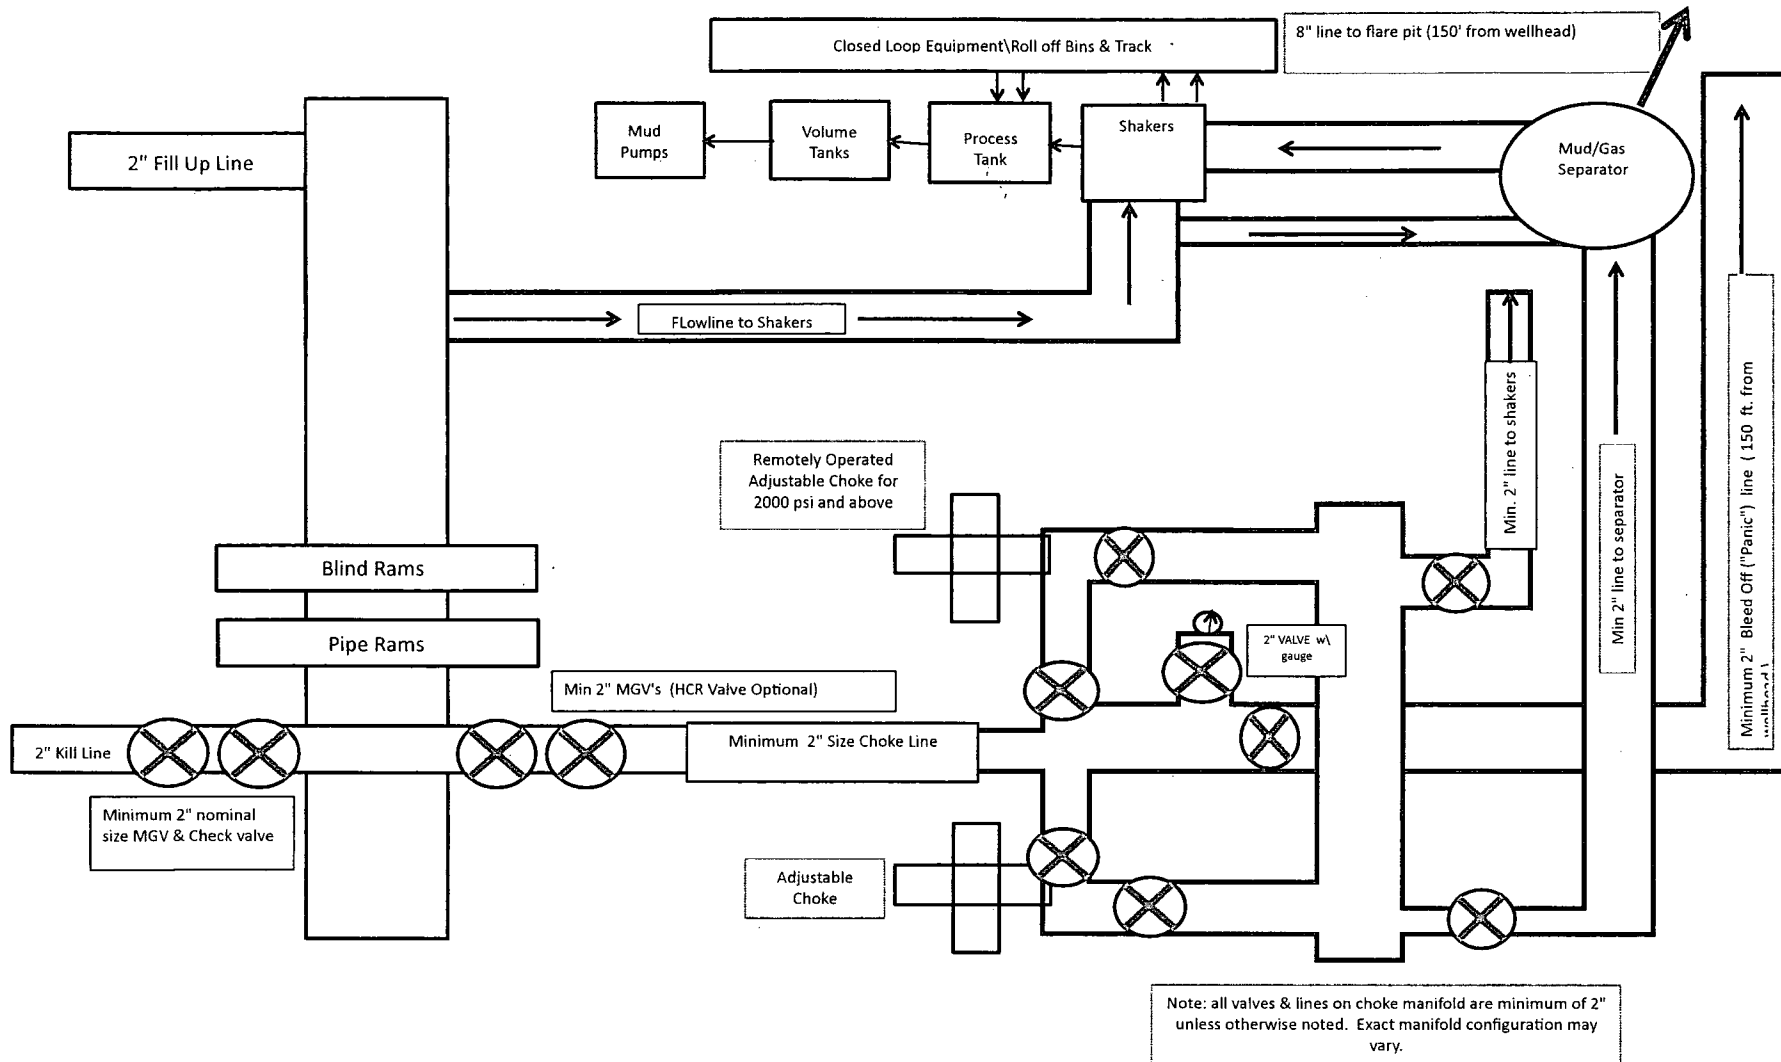 8" line to flare pit (150' from wellhead)
Closed Loop Equipment\Roll off Bins & Track
Mud
Pumps
Volume
Tanks
Process
Tank
Shakers
Mud/Gas
Separator
2" Fill Up Line
FLowline to Shakers
Remotely Operated
Adjustable Choke for
2000 psi and above
Min. 2" line to shakers
Min 2" line to separator
Minimum 2" Bleed Off ("Panic") line ( 150 ft. from
wellhead)
Blind Rams
Pipe Rams
2" VALVE w\
gauge
Min 2" MGV's (HCR Valve Optional)
2" Kill Line
Minimum 2" Size Choke Line
Minimum 2" nominal
size MGV & Check valve
Adjustable
Choke
Note: all valves & lines on choke manifold are minimum of 2"
unless otherwise noted. Exact manifold configuration may
vary.